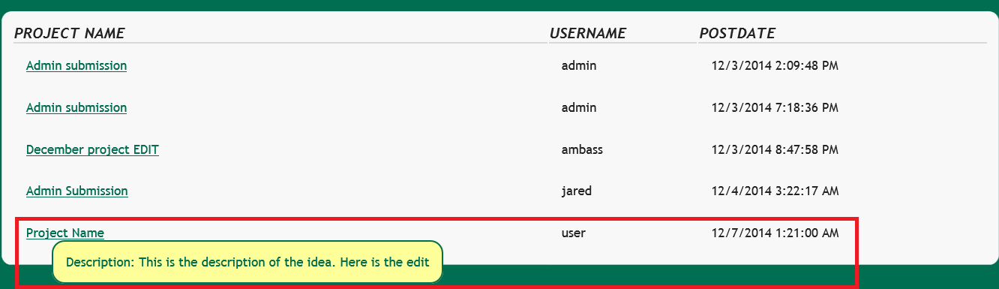 PROJECT NAME USERNAME POSTDATE
Admin submission admin 12/3/2014 2:09:48 PM
Admin submission admin 12/3/2014 7:18:36 PM
December project EDIT ambass 12/3/2014 8:47:58 PM
Admin Submission jared 12/4/2014 3:22:17 AM
Project Name user 12/7/2014 1:21:00 AM
Description: This is the description of the idea. Here is the edit